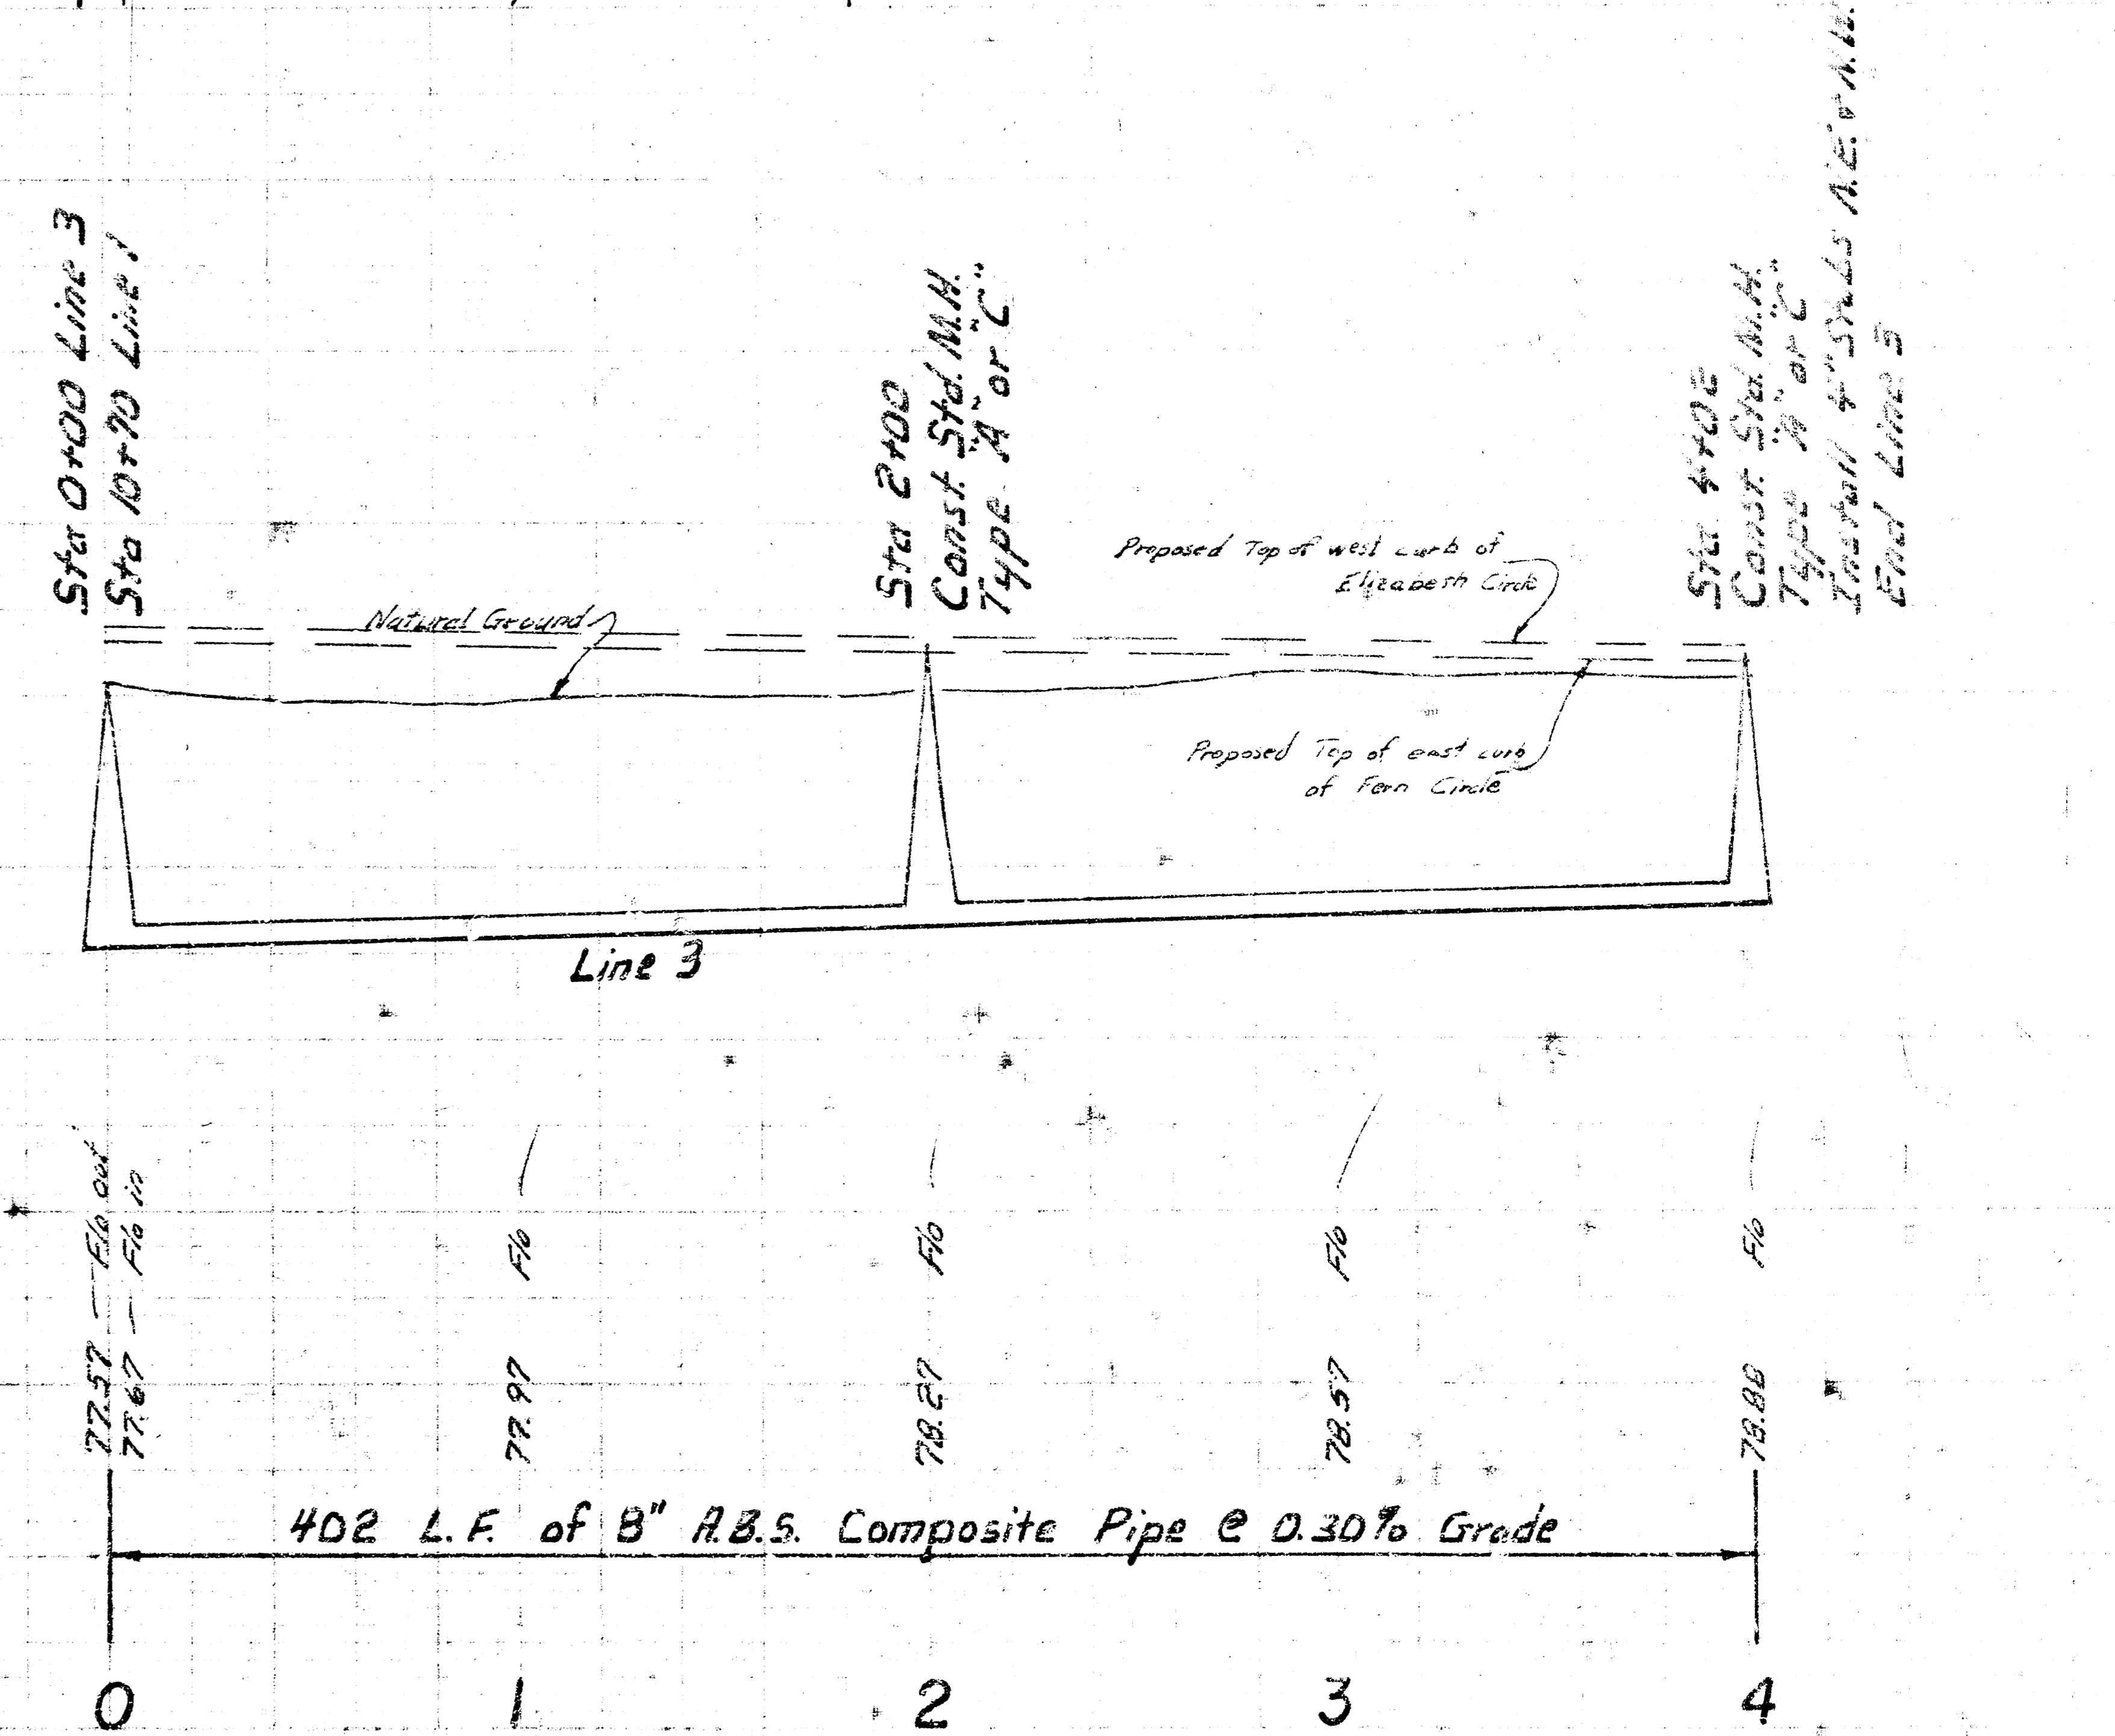 Sta 0+00 Line 3
Sta 10+70 Line 1
Sta 2+00
Const. Std. M.H.
Type "A" or "C"
Sta 4+02
Const. Std. M.H.
Type "A" or "C"
Install 4" Stubs N.E. & N.W.
End Line 3
Proposed Top of west curb of
Elizabeth Circle
Natural Ground
Proposed Top of east curb
of Fern Circle
Line 3
77.57 — Flo out
77.67 — Flo in
77.97 Flo
78.27 Flo
78.57 Flo
78.88 Flo
402 L.F. of 8" A.B.S. Composite Pipe @ 0.30% Grade
0 1 2 3 4